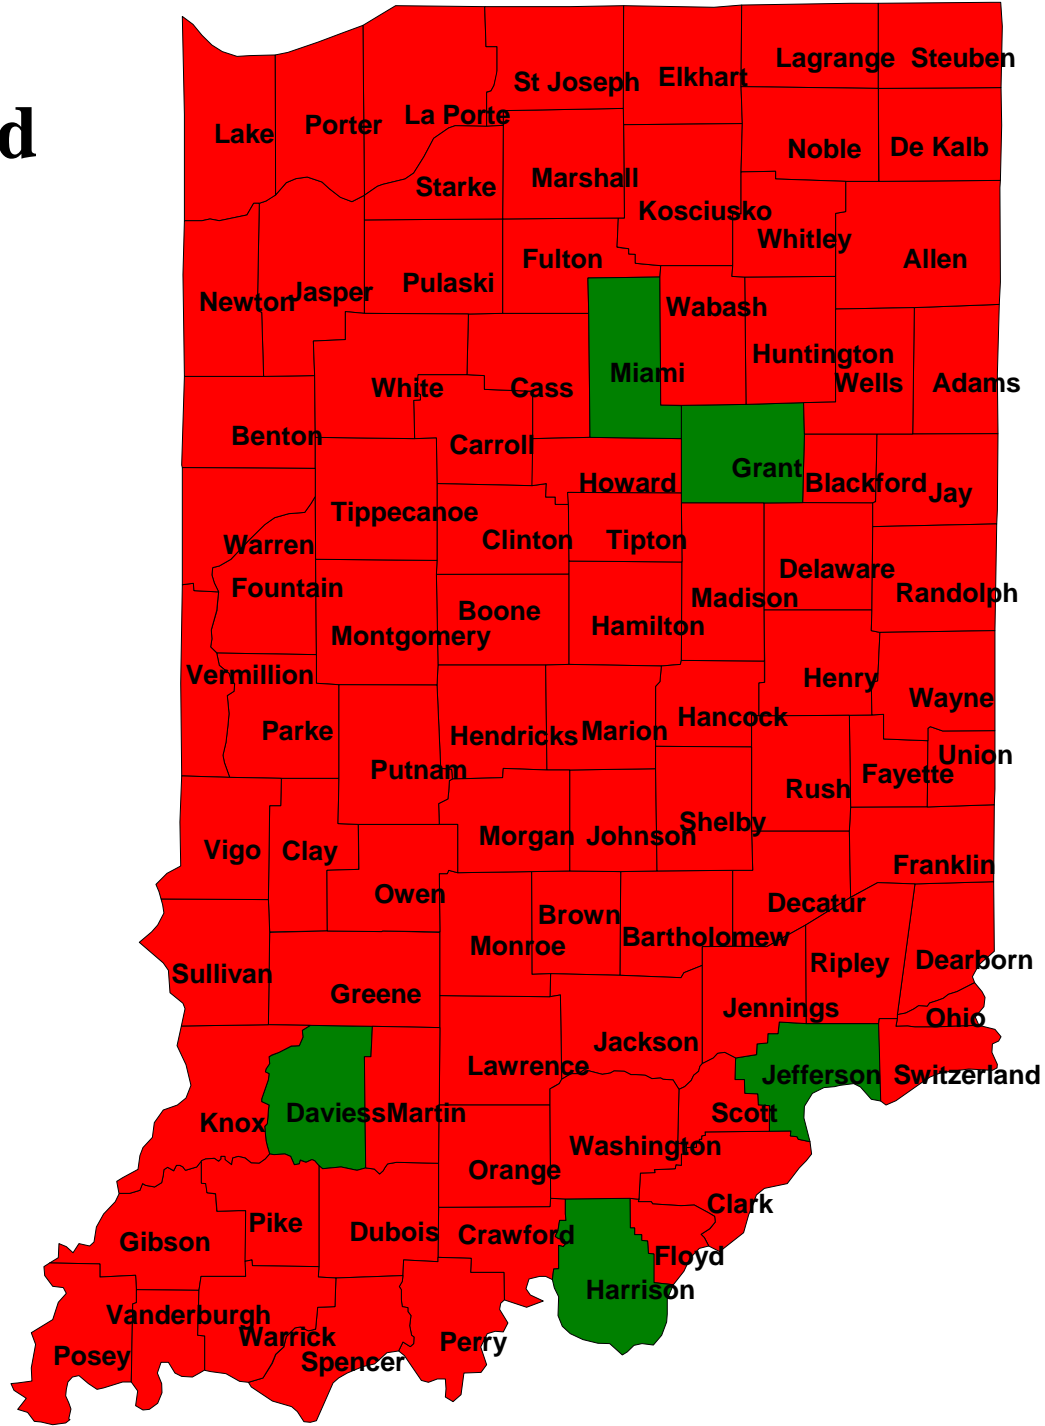 d
Lagrange Steuben
St Joseph Elkhart
La Porte
Lake Porter
Noble De Kalb
Starke Marshall
Kosciusko
Whitley
Fulton Allen
Pulaski
Newton Jasper Wabash
Huntington
Miami Wells Adams
White Cass
Benton Carroll
Grant
Howard Blackford Jay
Tippecanoe
Warren Clinton Tipton
Delaware
Fountain Madison Randolph
Boone
Montgomery Hamilton
Vermillion Henry
Wayne
Parke Hendricks Marion Hancock
Union
Putnam Fayette
Rush
Morgan Johnson Shelby
Vigo Clay
Franklin
Owen Decatur
Brown
Monroe Bartholomew
Sullivan Ripley Dearborn
Greene
Jennings Ohio
Jackson
Lawrence Jefferson Switzerland
Knox Daviess Martin Scott
Washington
Orange
Clark
Pike Dubois Crawford
Gibson
Floyd
Harrison
Vanderburgh
Warrick Perry
Posey Spencer